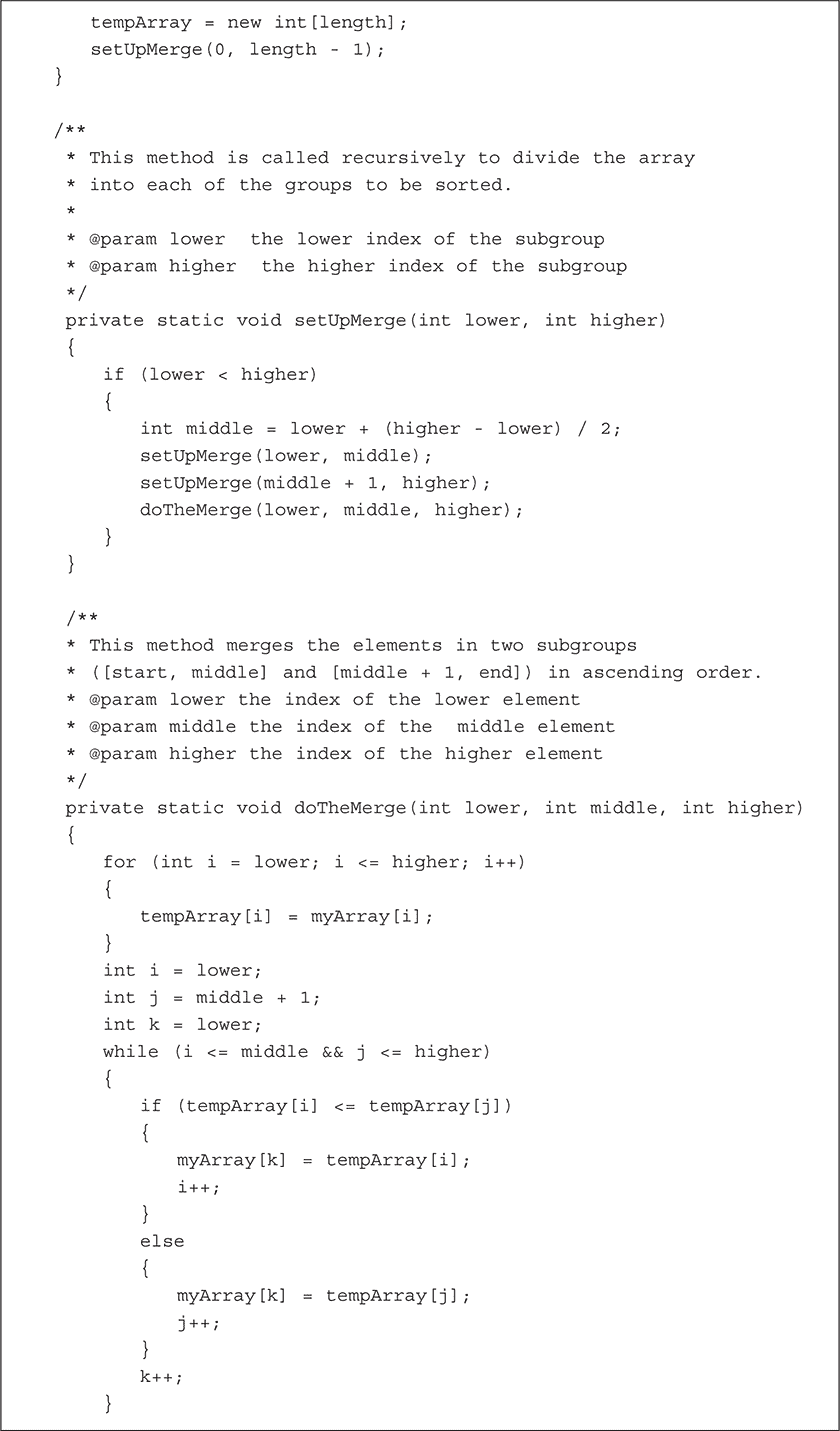 tempArray = new int[length];
setUpMerge(0, length - 1);
}
/**
* This method is called recursively to divide the array
* into each of the groups to be sorted.
*
* @param lower  the lower index of the subgroup
* @param higher  the higher index of the subgroup
*/
private static void setUpMerge(int lower, int higher)
{
if (lower < higher)
{
int middle = lower + (higher - lower) / 2;
setUpMerge(lower, middle);
setUpMerge(middle + 1, higher);
doTheMerge(lower, middle, higher);
}
}
/**
* This method merges the elements in two subgroups
* ([start, middle] and [middle + 1, end]) in ascending order.
* @param lower the index of the lower element
* @param middle the index of the  middle element
* @param higher the index of the higher element
*/
private static void doTheMerge(int lower, int middle, int higher)
{
for (int i = lower; i <= higher; i++)
{
tempArray[i] = myArray[i];
}
int i = lower;
int j = middle + 1;
int k = lower;
while (i <= middle && j <= higher)
{
if (tempArray[i] <= tempArray[j])
{
myArray[k] = tempArray[i];
i++;
}
else
{
myArray[k] = tempArray[j];
j++;
}
k++;
}